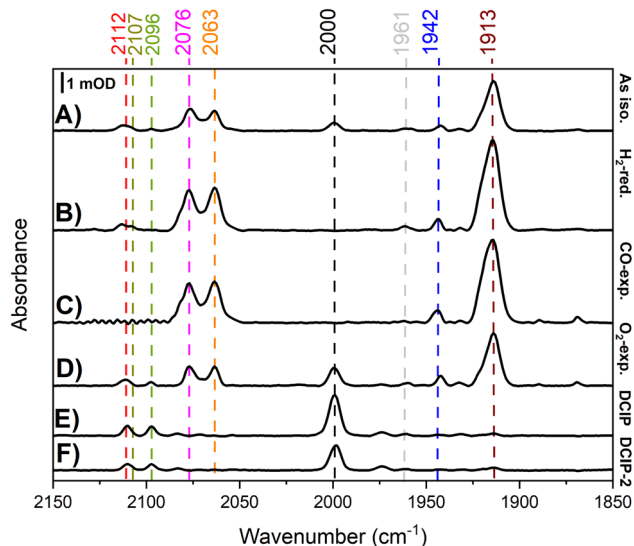 2112
2107
2096
2076
2063
2000
1961
1942
1913
1 mOD
A)
B)
C)
D)
E)
F)
As iso.
H₂-red.
CO-exp.
O₂-exp.
DCIP
DCIP-2
Absorbance
2150 2100 2050 2000 1950 1900 1850
Wavenumber (cm⁻¹)